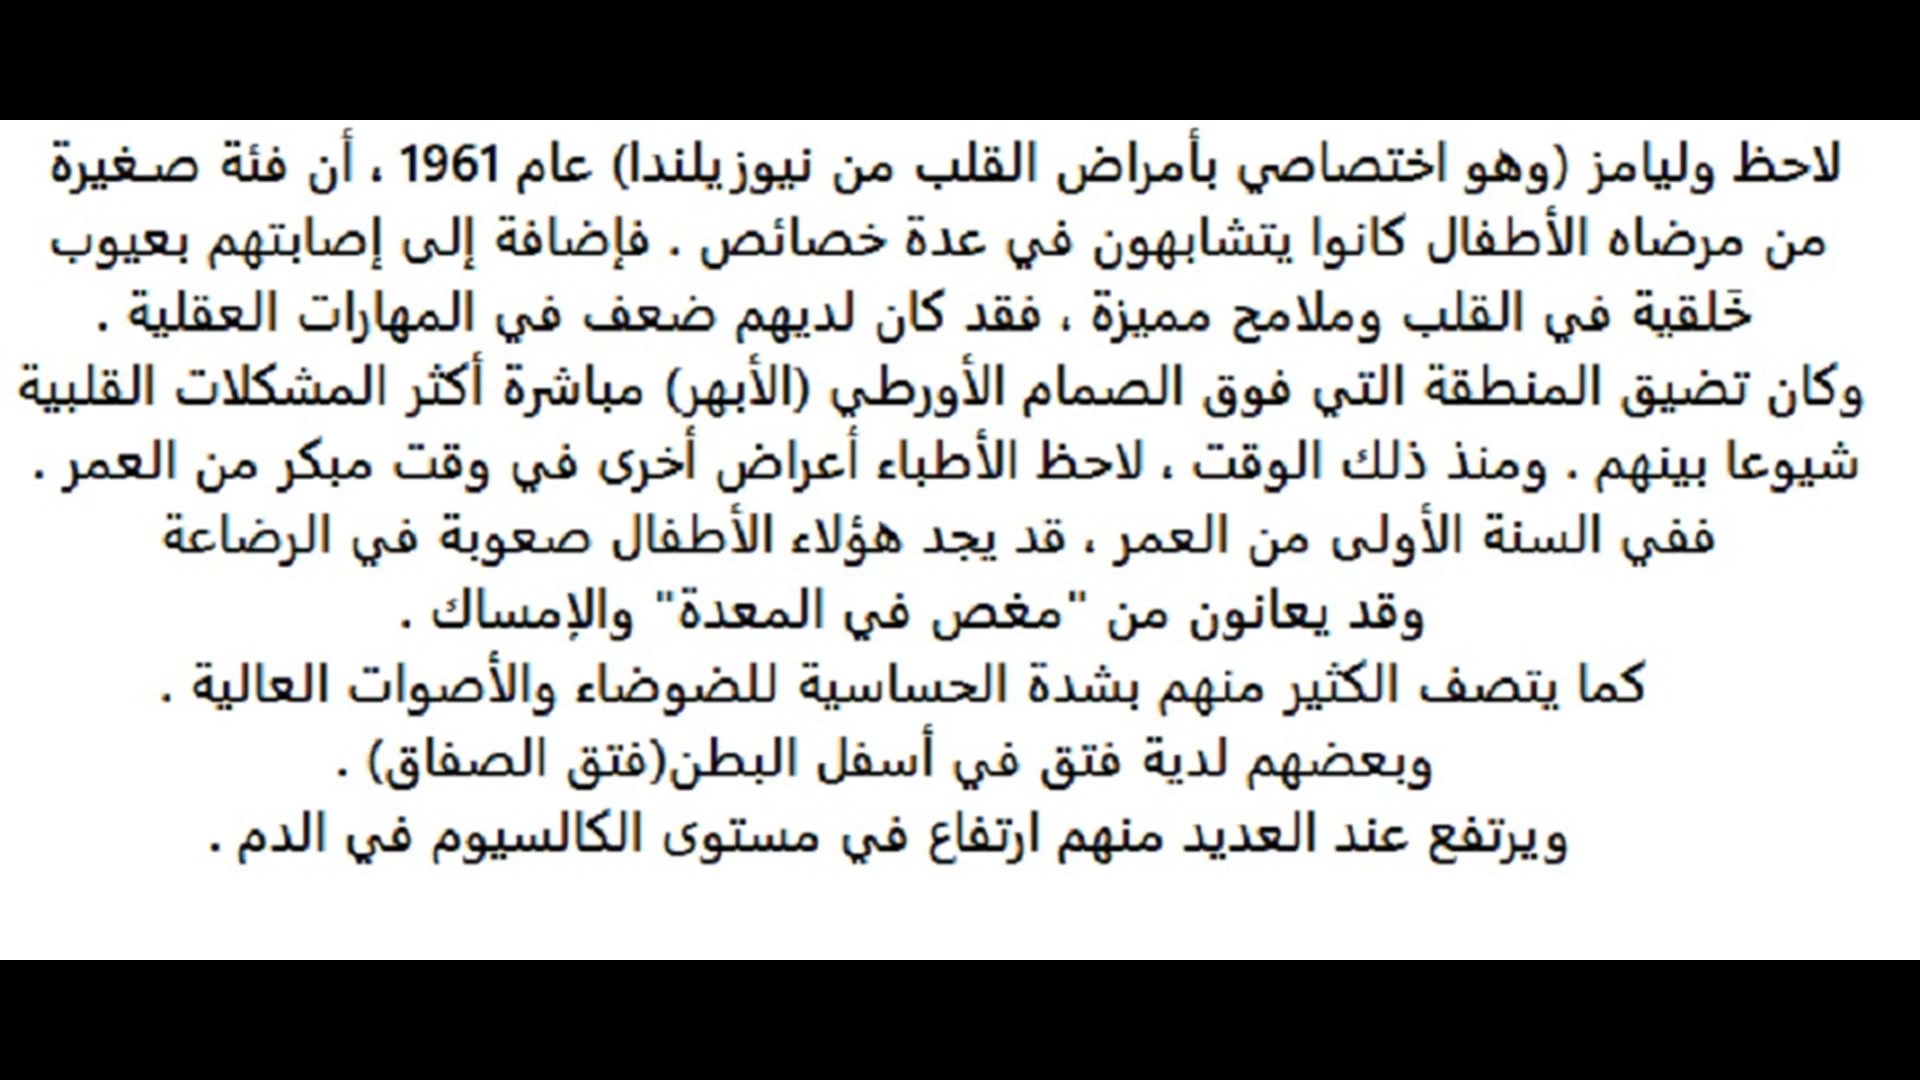 لاحظ وليامز (وهو اختصاصي بأمراض القلب من نيوزيلندا) عام 1961 ، أن فئة صغيرة
من مرضاه الأطفال كانوا يتشابهون في عدة خصائص . فإضافة إلى إصابتهم بعيوب
خَلقية في القلب وملامح مميزة ، فقد كان لديهم ضعف في المهارات العقلية .
وكان تضيق المنطقة التي فوق الصمام الأورطي (الأبهر) مباشرة أكثر المشكلات القلبية
شيوعا بينهم . ومنذ ذلك الوقت ، لاحظ الأطباء أعراض أخرى في وقت مبكر من العمر .
ففي السنة الأولى من العمر ، قد يجد هؤلاء الأطفال صعوبة في الرضاعة
وقد يعانون من "مغص في المعدة" والإمساك .
كما يتصف الكثير منهم بشدة الحساسية للضوضاء والأصوات العالية .
وبعضهم لدية فتق في أسفل البطن(فتق الصفاق) .
ويرتفع عند العديد منهم ارتفاع في مستوى الكالسيوم في الدم .